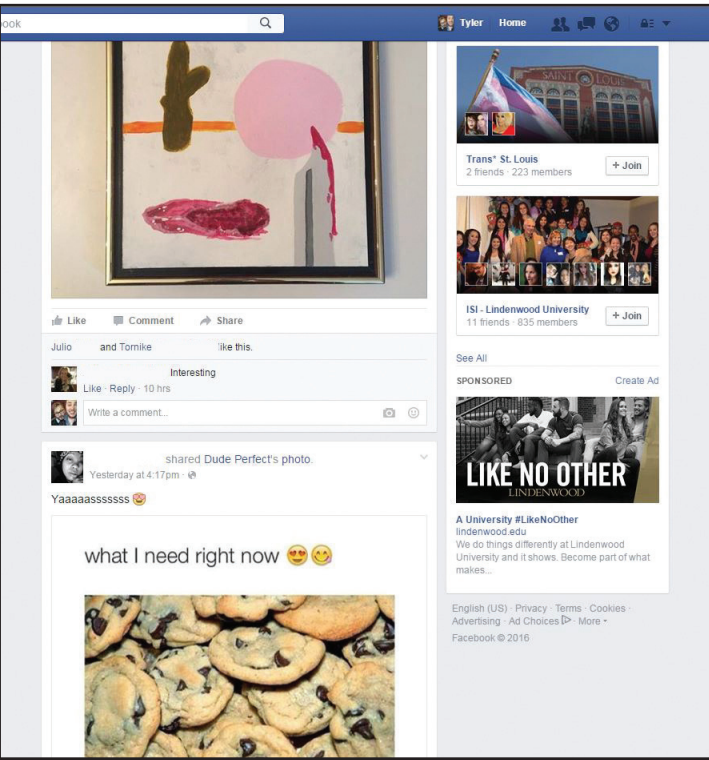 ook
Tyler Home
SAINT LOUIS
Trans* St. Louis
2 friends · 223 members
+ Join
ISI - Lindenwood University
11 friends · 835 members
+ Join
See All
SPONSORED Create Ad
LIKE NO OTHER
LINDENWOOD
A University #LikeNoOther
lindenwood.edu
We do things differently at Lindenwood
University and it shows. Become part of what
makes...
English (US) · Privacy · Terms · Cookies ·
Advertising · Ad Choices · More
Facebook © 2016
Like Comment Share
Julio and Tornike like this.
Interesting
Like · Reply · 10 hrs
Write a comment...
shared Dude Perfect's photo.
Yesterday at 4:17pm ·
Yaaaaasssssss 😍
what I need right now 😍😋